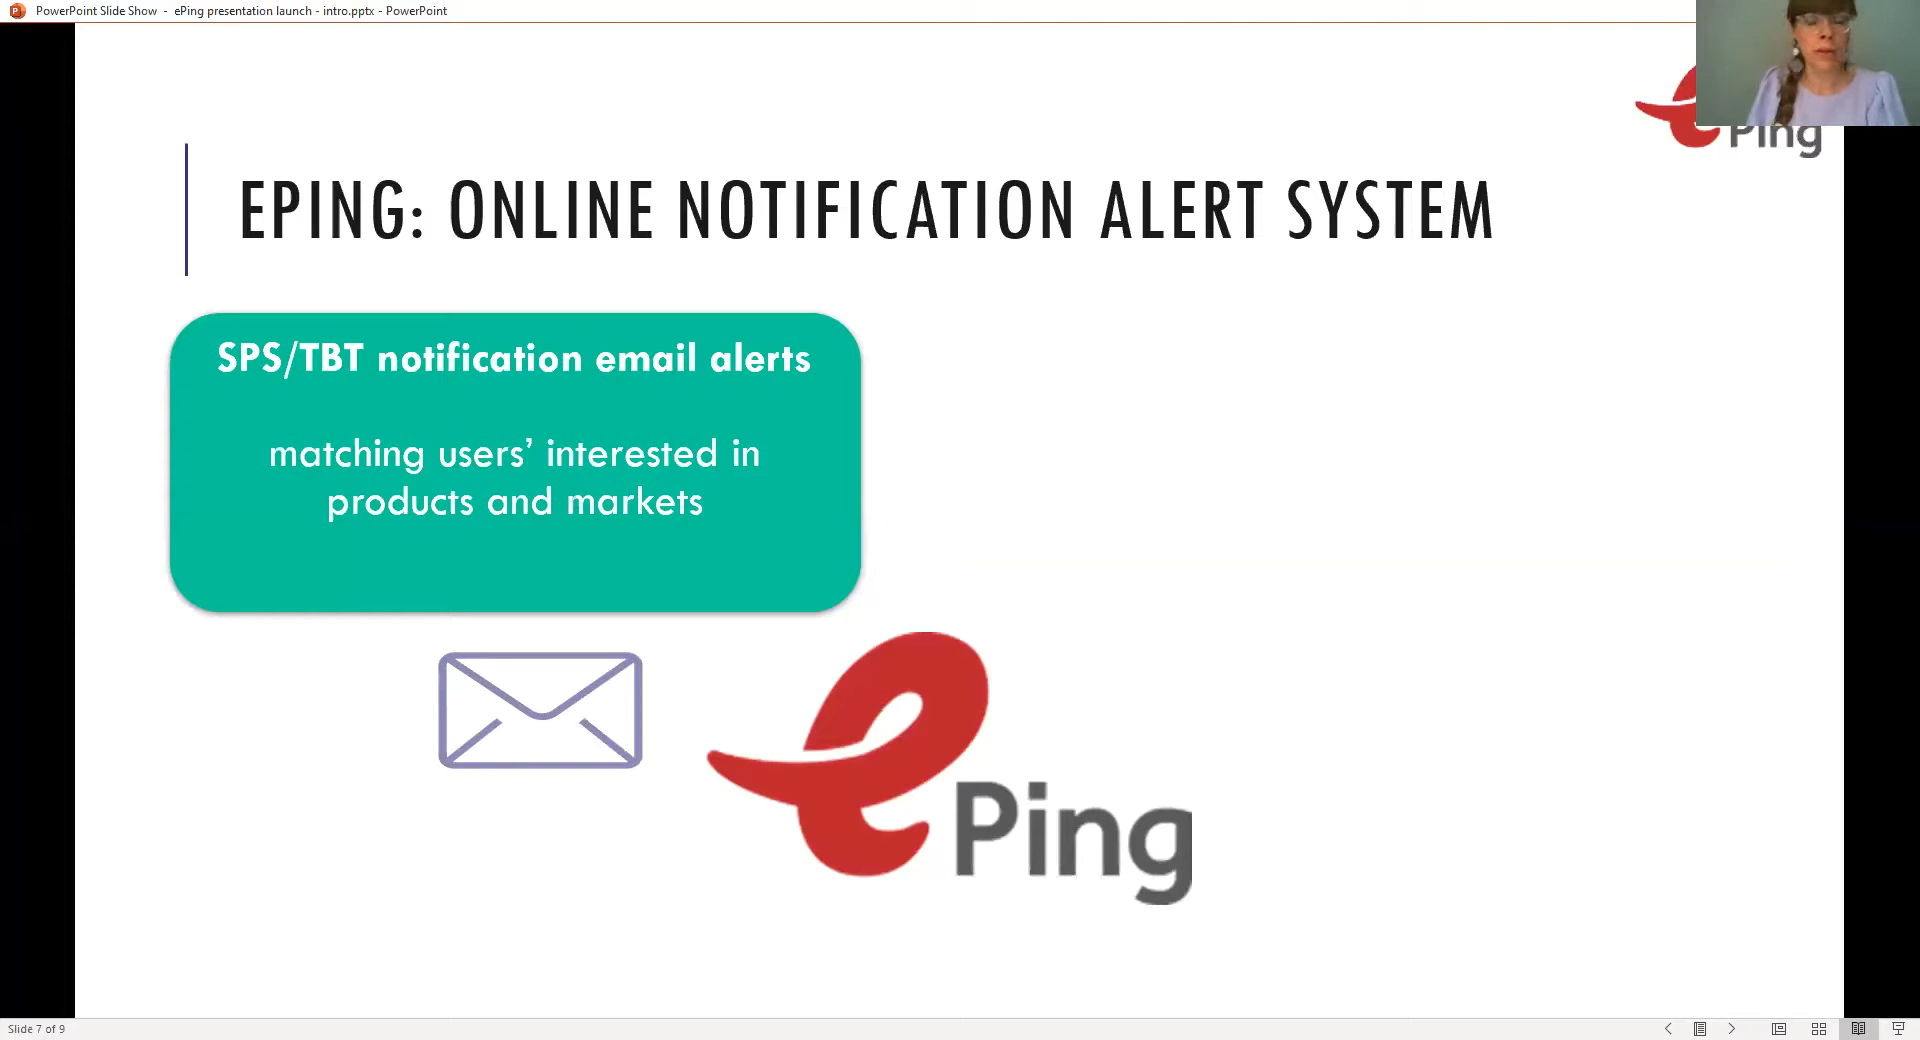 PowerPoint Slide Show - ePing presentation launch - intro.pptx - PowerPoint
Ping
EPING: ONLINE NOTIFICATION ALERT SYSTEM
SPS/TBT notification email alerts
matching users’ interested in
products and markets
ePing
Slide 7 of 9